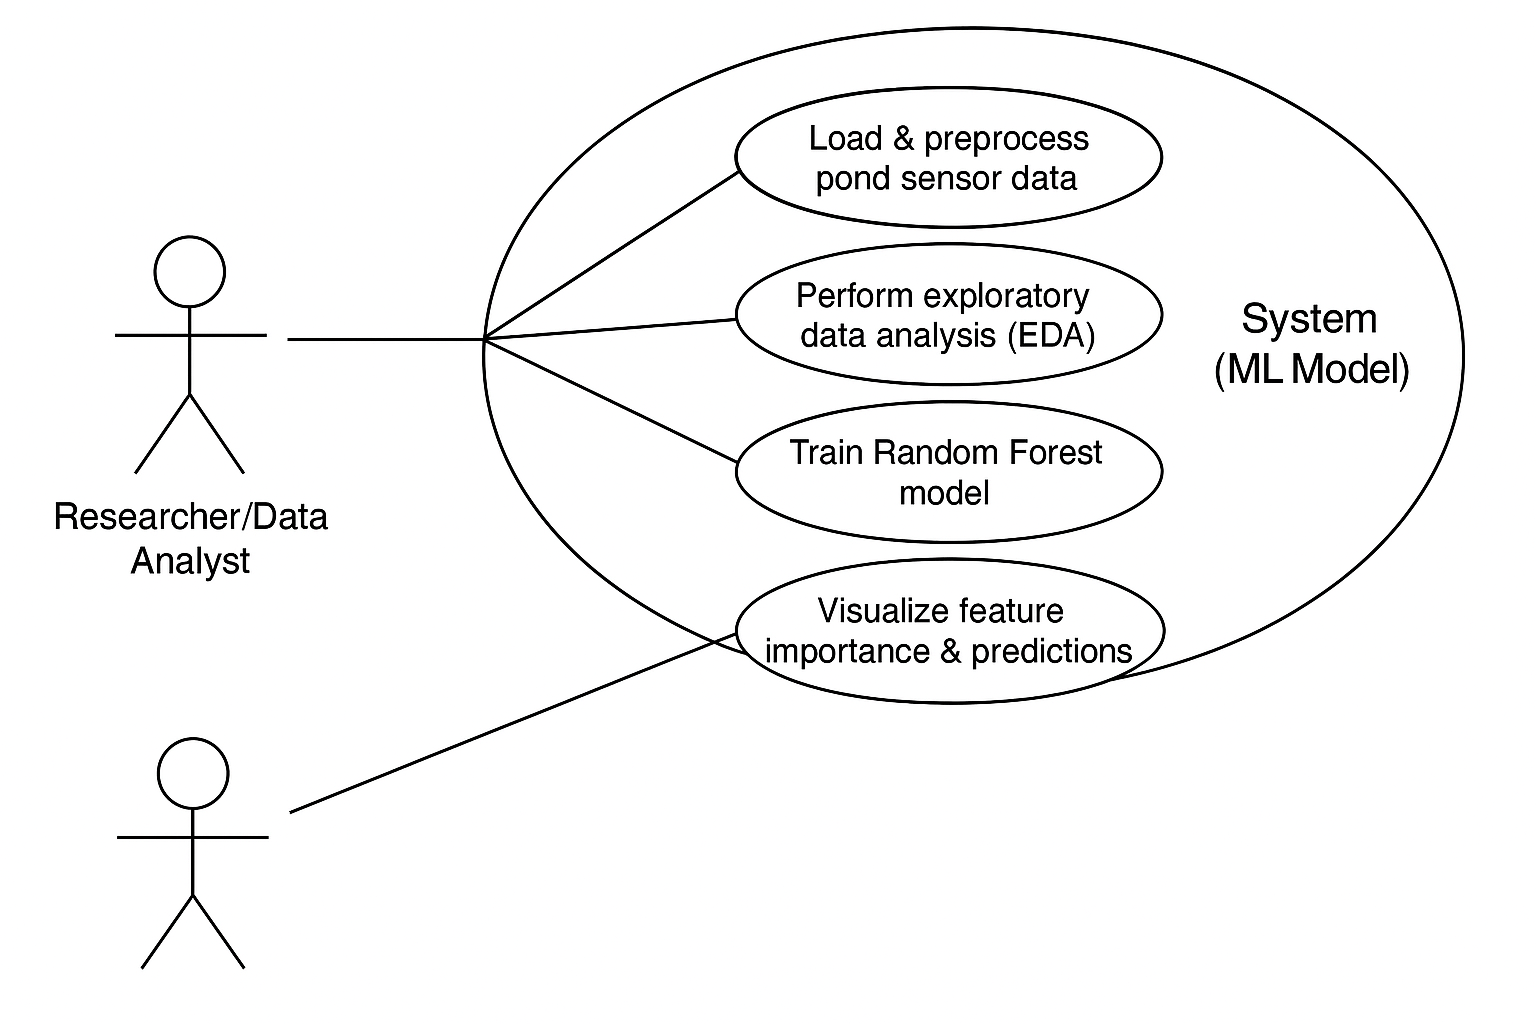 Load & preprocess
pond sensor data
Perform exploratory
data analysis (EDA)
System
(ML Model)
Train Random Forest
model
Researcher/Data
Analyst
Visualize feature
importance & predictions